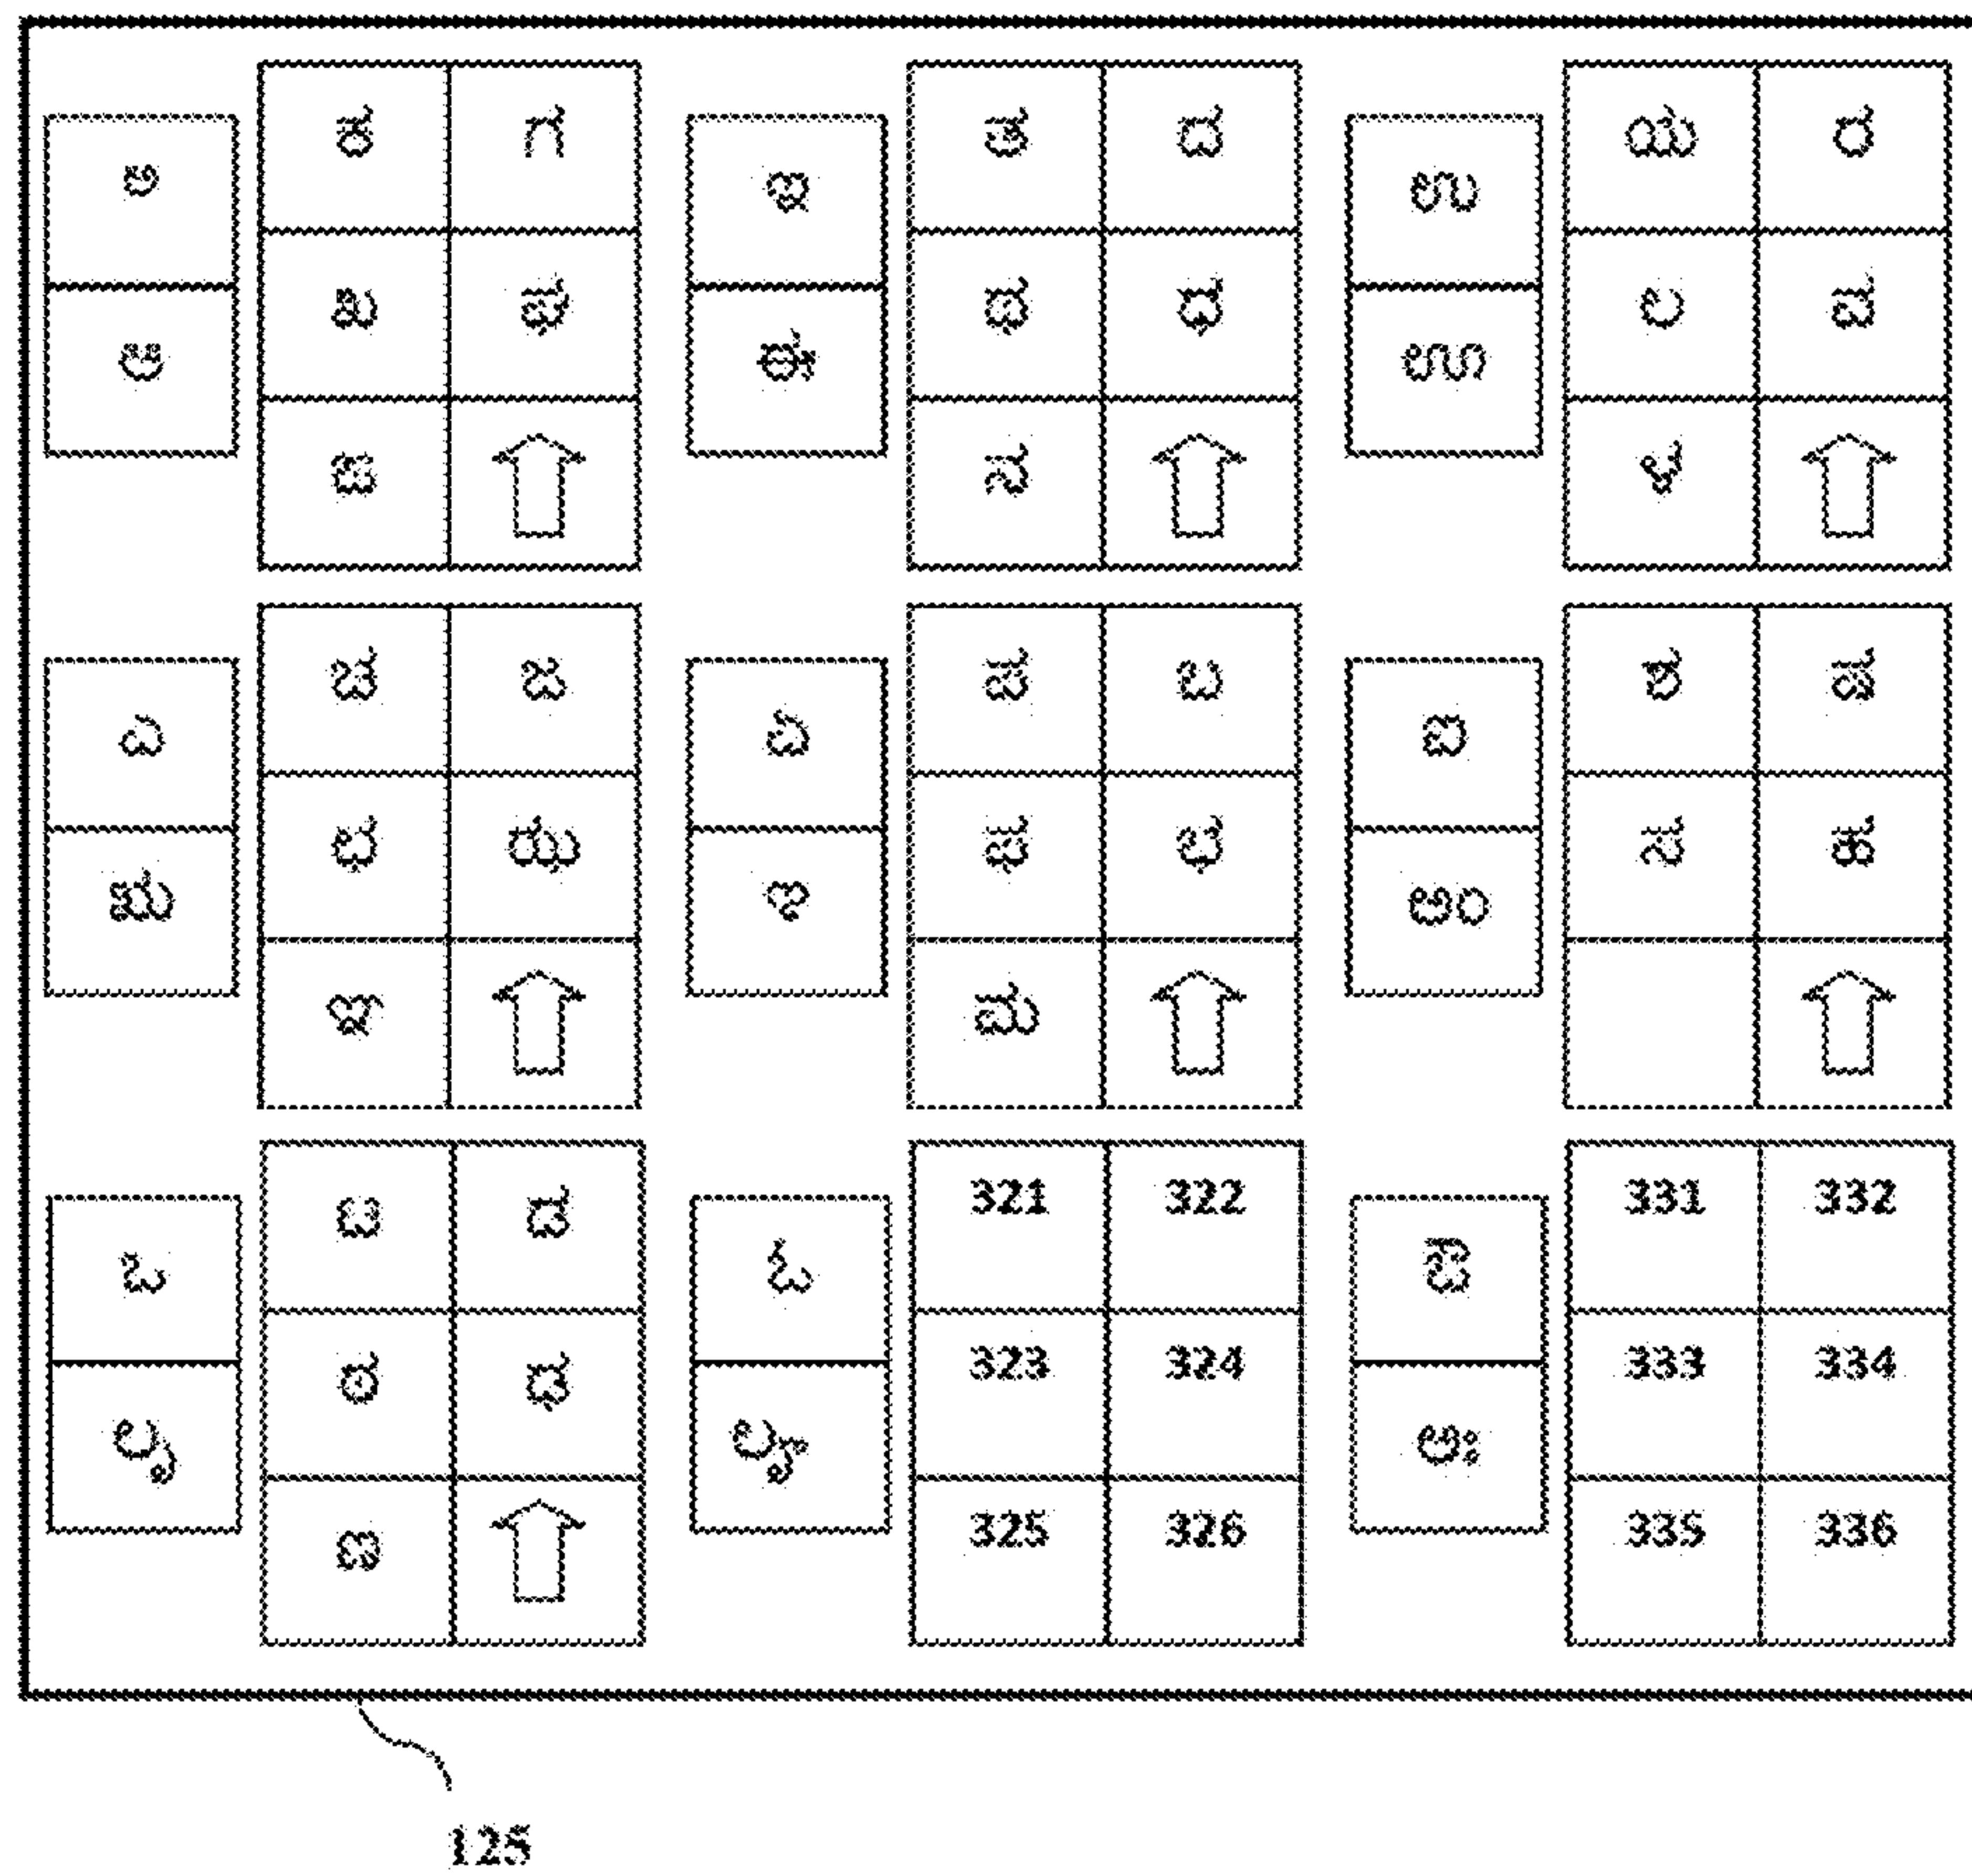 ಕ ಗ ತ ದ ಯ ರ
ಅ ಇ ಉ
ಖ ಘ ಥ ಧ ಲ ವ
ಆ ಈ ಊ
ಙ ನ ಳ
ಚ ಜ ಪ ಬ ಶ ಷ
ಎ ಏ ಐ
ಛ ಝ ಫ ಭ ಸ ಹ
ಋ ಅಂ
ಞ ಮ
ಟ ಡ 321 322 331 332
ಒ ಓ ಔ
ಠ ಢ 323 324 333 334
ಌ ೡ ಅಃ
ಣ 325 326 335 336
125